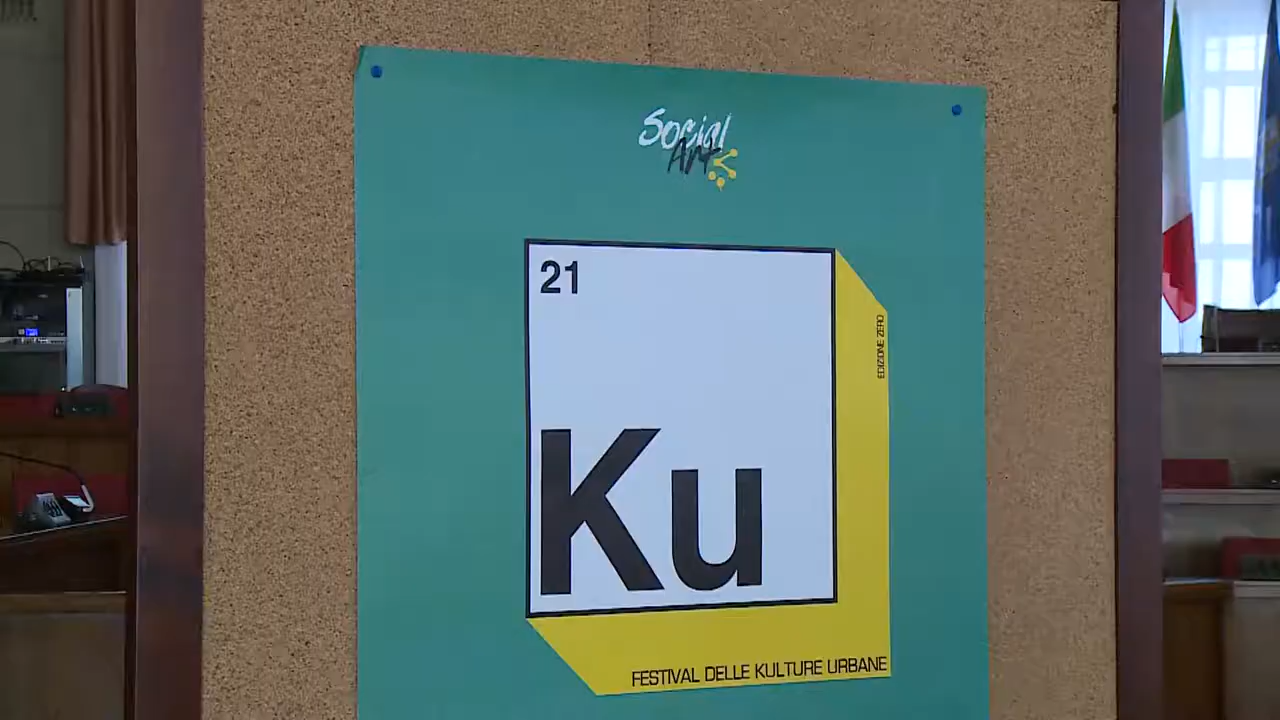 Social
Art
21
Ku
EDIZIONE ZERO
FESTIVAL DELLE KULTURE URBANE